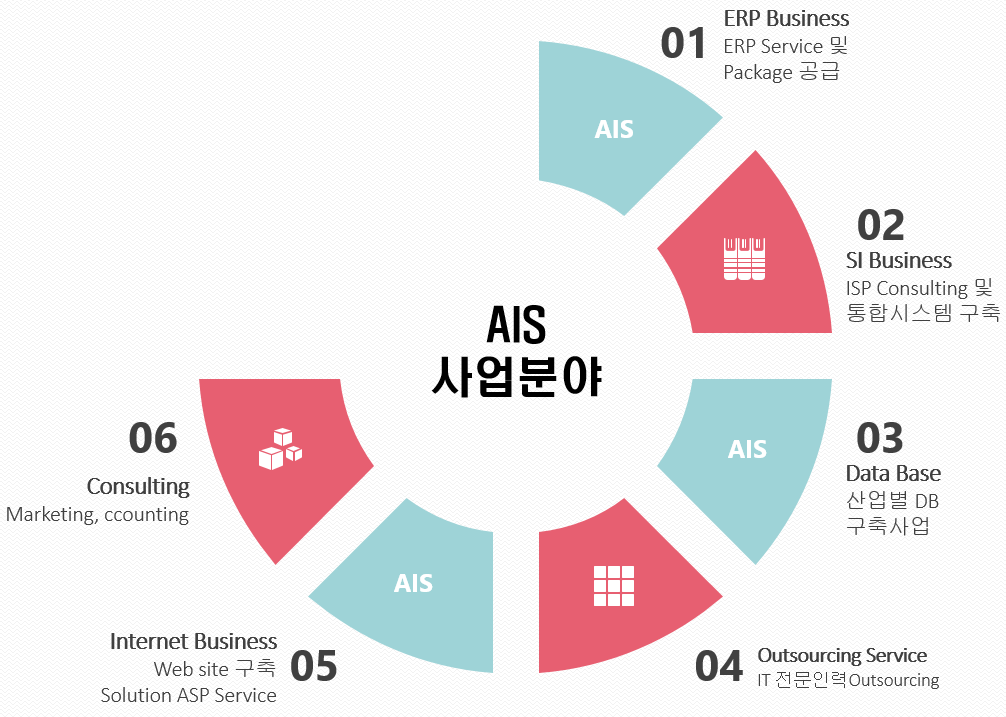 AIS
사업분야
01
ERP Business
ERP Service 및
Package 공급
AIS
02
SI Business
ISP Consulting 및
통합시스템 구축
03
Data Base
산업별 DB
구축사업
AIS
04
Outsourcing Service
IT 전문인력Outsourcing
05
Internet Business
Web site 구축
Solution ASP Service
AIS
06
Consulting
Marketing, ccounting